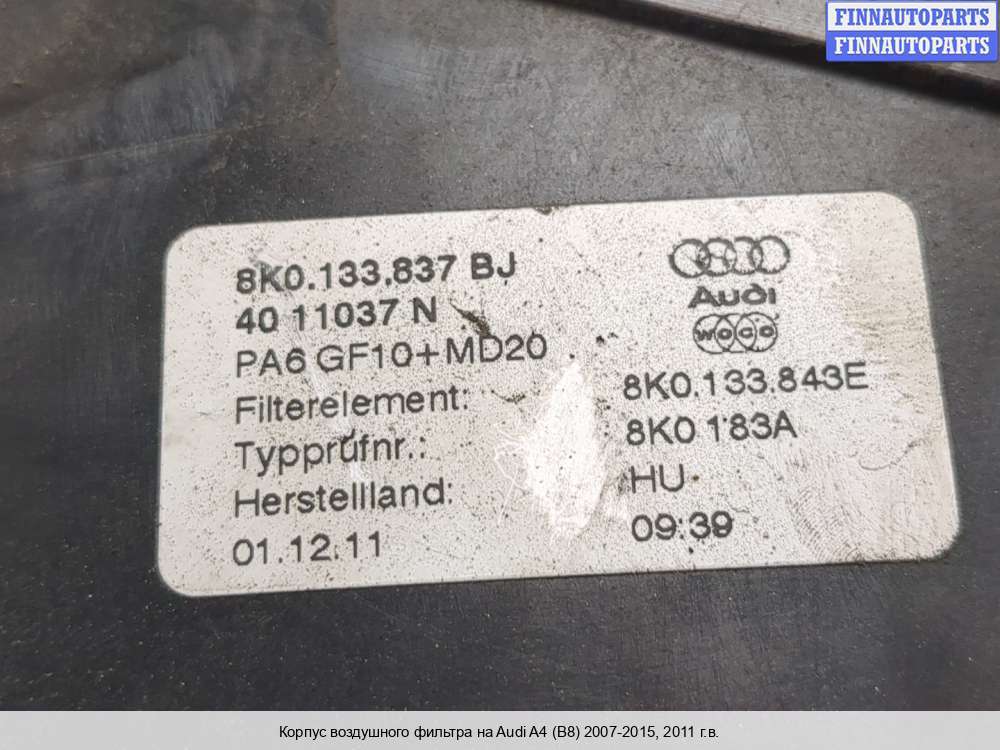 FINNAUTOPARTS
FINNAUTOPARTS
8K0.133.837 BJ
40 11037 N
PA6 GF10+MD20
Filterelement:
Typprüfnr.:
Herstellland:
01.12.11
Audi
WOCO
8K0.133.843E
8K0 183A
HU
09:39
Корпус воздушного фильтра на Audi A4 (B8) 2007-2015, 2011 г.в.